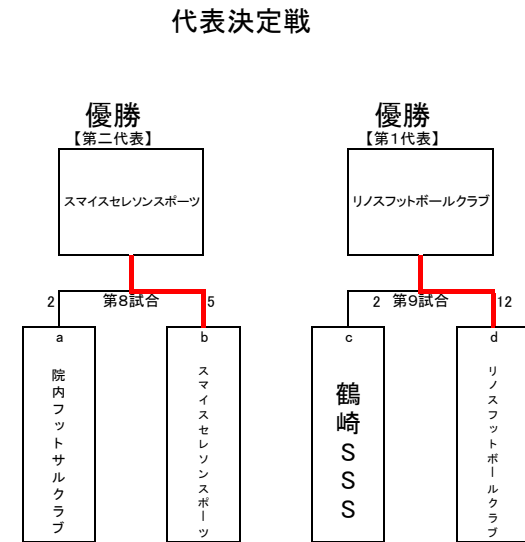 代表決定戦
優勝
【第二代表】
スマイスセレソンスポーツ
優勝
【第1代表】
リノスフットボールクラブ
2
第8試合
5
2
第9試合
12
a
院内フットサルクラブ
b
スマイスセレソンスポーツ
c
鶴崎SSS
d
リノスフットボールクラブ